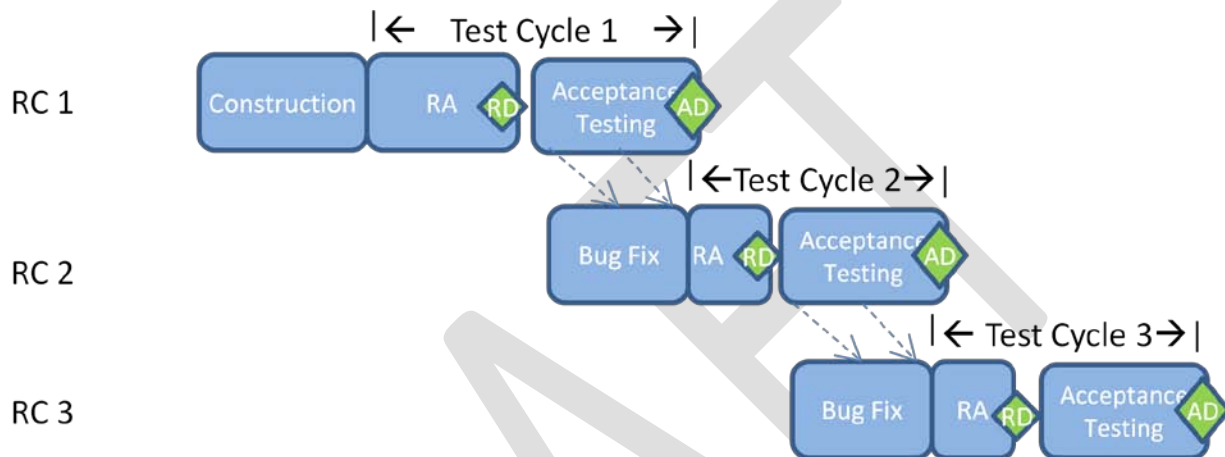 |← Test Cycle 1 →|
RC 1
Construction
RA
RD
Acceptance
Testing
AD
|←Test Cycle 2→|
RC 2
Bug Fix
RA
RD
Acceptance
Testing
AD
|← Test Cycle 3→|
RC 3
Bug Fix
RA
RD
Acceptance
Testing
AD